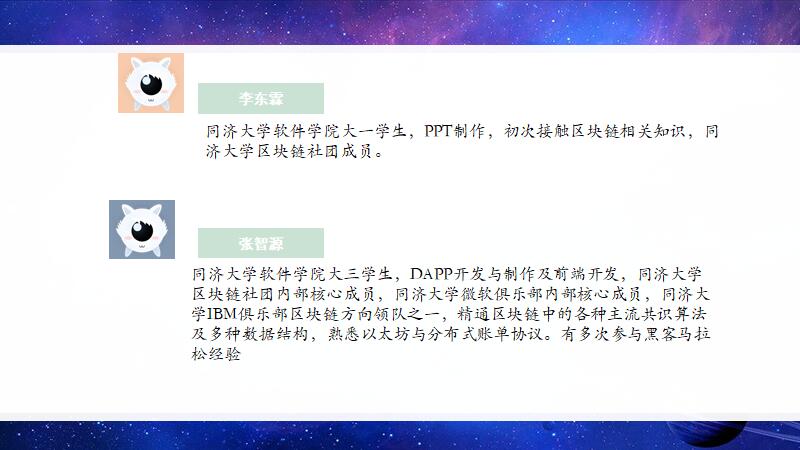 李东霖
同济大学软件学院大一学生，PPT制作，初次接触区块链相关知识，同
济大学区块链社团成员。
张智源
同济大学软件学院大三学生，DAPP开发与制作及前端开发，同济大学
区块链社团内部核心成员，同济大学微软俱乐部内部核心成员，同济大
学IBM俱乐部区块链方向领队之一，精通区块链中的各种主流共识算法
及多种数据结构，熟悉以太坊与分布式账单协议。有多次参与黑客马拉
松经验